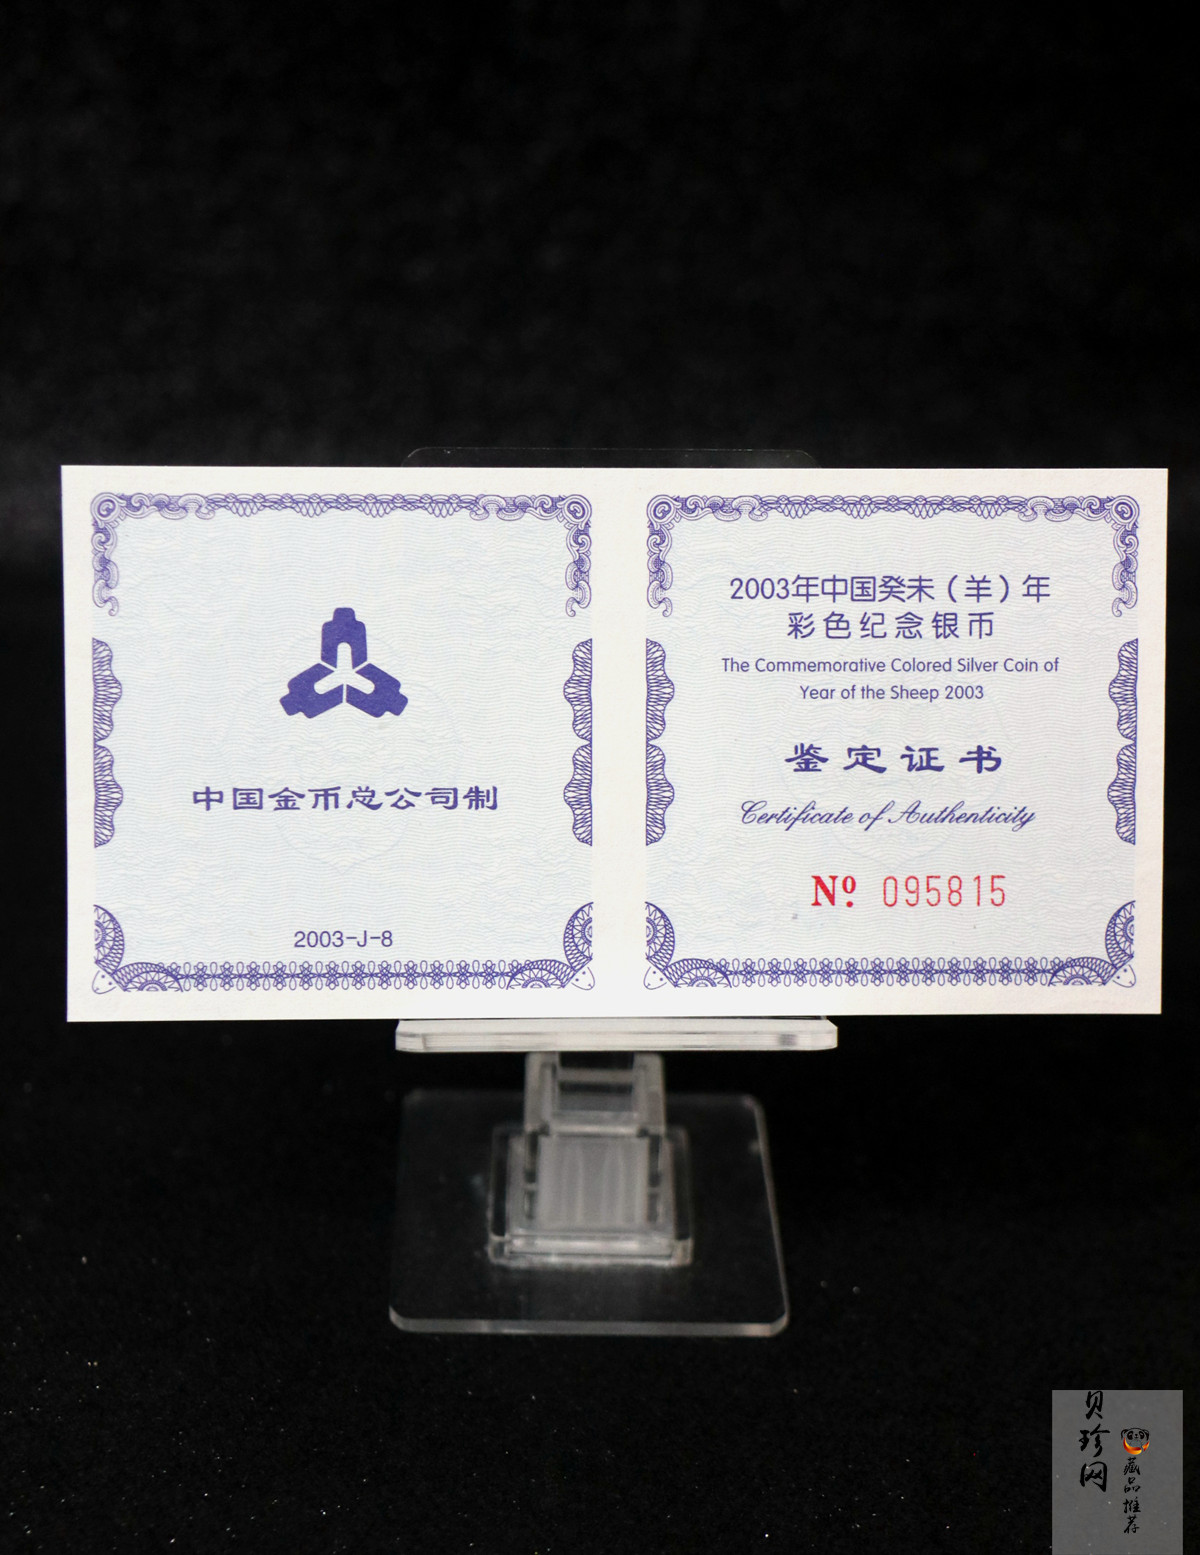 中国金币总公司制
2003-J-8
2003年中国癸未（羊）年
彩色纪念银币
The Commemorative Colored Silver Coin of
Year of the Sheep 2003
鉴定证书
Certificate of Authenticity
Nº. 095815
贝珍网
藏品推荐